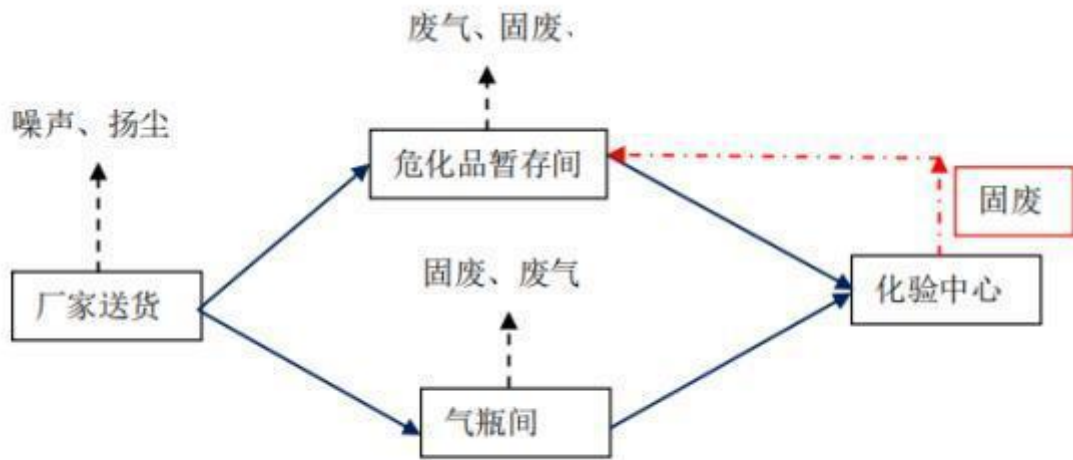 废气、固废、
噪声、扬尘
危化品暂存间
固废
固废、废气
厂家送货
化验中心
气瓶间